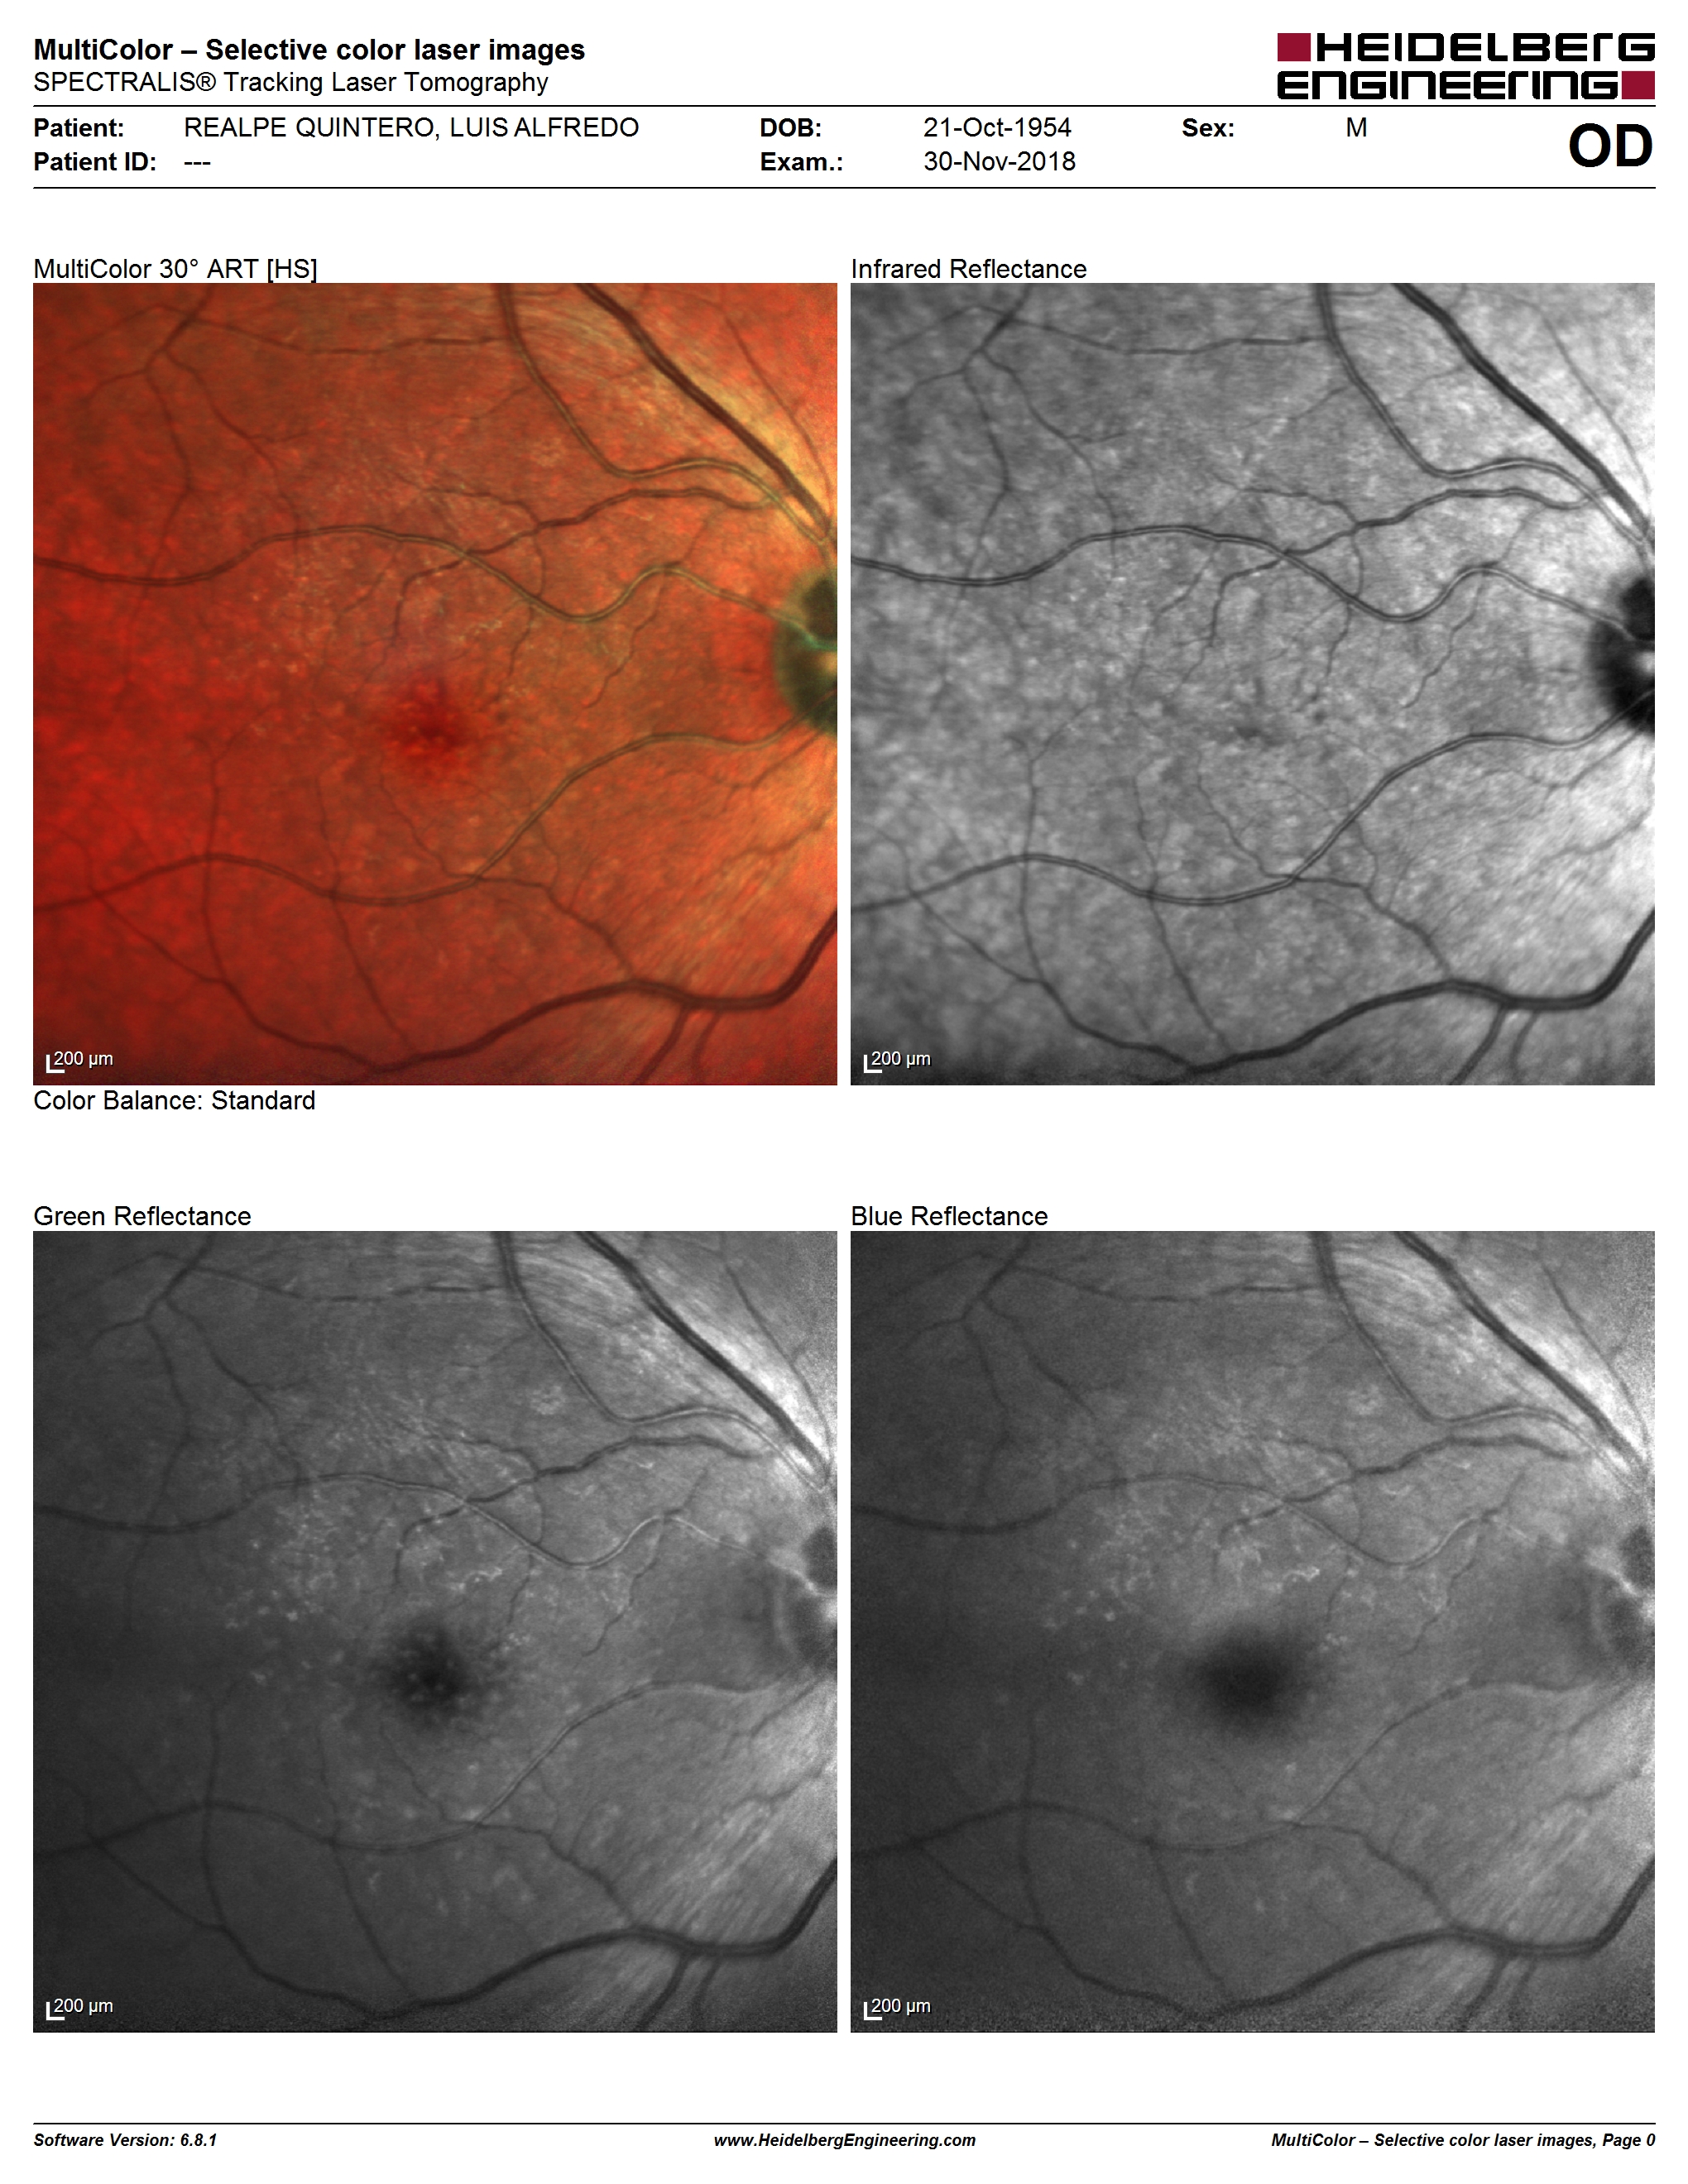 MultiColor – Selective color laser images
SPECTRALIS® Tracking Laser Tomography
HEIDELBERG
ENGINEERING
Patient: REALPE QUINTERO, LUIS ALFREDO DOB: 21-Oct-1954 Sex: M
Patient ID: --- Exam.: 30-Nov-2018
OD
MultiColor 30° ART [HS] Infrared Reflectance
200 µm 200 µm
Color Balance: Standard
Green Reflectance Blue Reflectance
200 µm 200 µm
Software Version: 6.8.1 www.HeidelbergEngineering.com MultiColor – Selective color laser images, Page 0